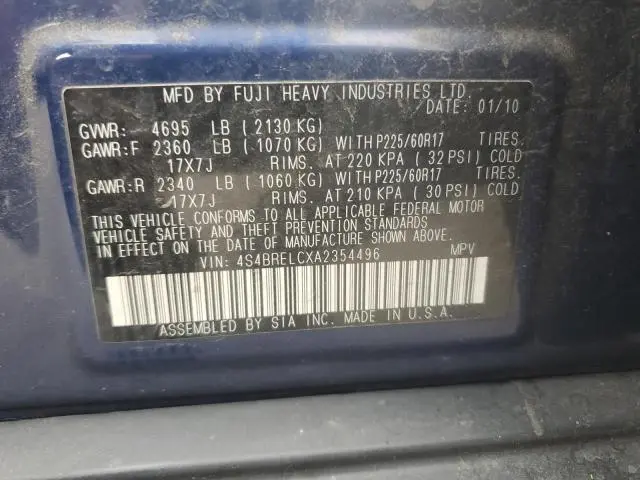 MFD BY FUJI HEAVY INDUSTRIES LTD.
DATE: 01/10
GVWR: 4695 LB (2130 KG)
GAWR:F 2360 LB (1070 KG) WITH P225/60R17 TIRES.
17X7J RIMS. AT 220 KPA (32 PSI) COLD
GAWR:R 2340 LB (1060 KG) WITH P225/60R17 TIRES.
17X7J RIMS. AT 210 KPA (30 PSI) COLD
THIS VEHICLE CONFORMS TO ALL APPLICABLE FEDERAL MOTOR
VEHICLE SAFETY AND THEFT PREVENTION STANDARDS
IN EFFECT ON THE DATE OF MANUFACTURE SHOWN ABOVE.
VIN: 4S4BRELCXA2354496 MPV
ASSEMBLED BY SIA INC. MADE IN U.S.A.